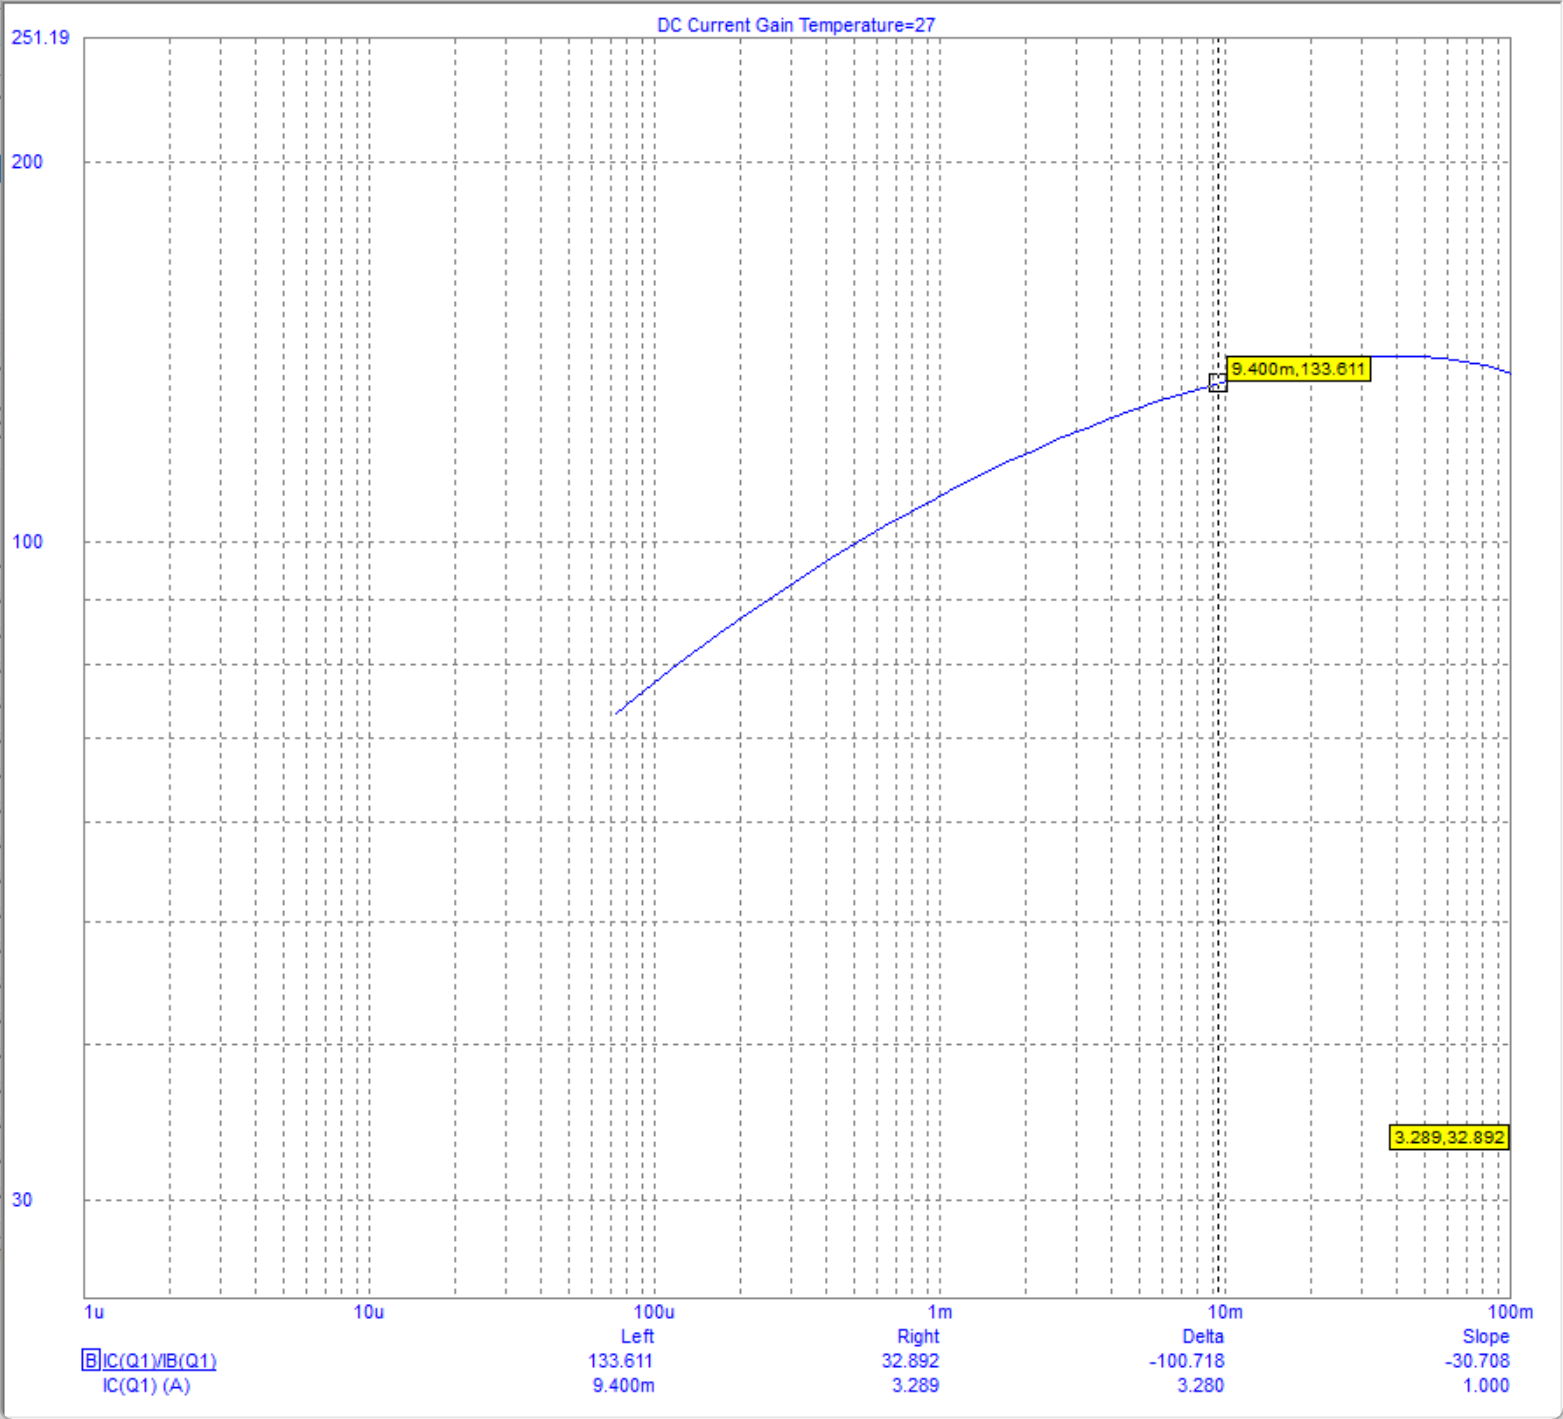 DC Current Gain Temperature=27
251.19
200
9.400m,133.611
100
3.289,32.892
30
1u 10u 100u 1m 10m 100m
Left Right Delta Slope
B IC(Q1)/IB(Q1) 133.611 32.892 -100.718 -30.708
IC(Q1) (A) 9.400m 3.289 3.280 1.000